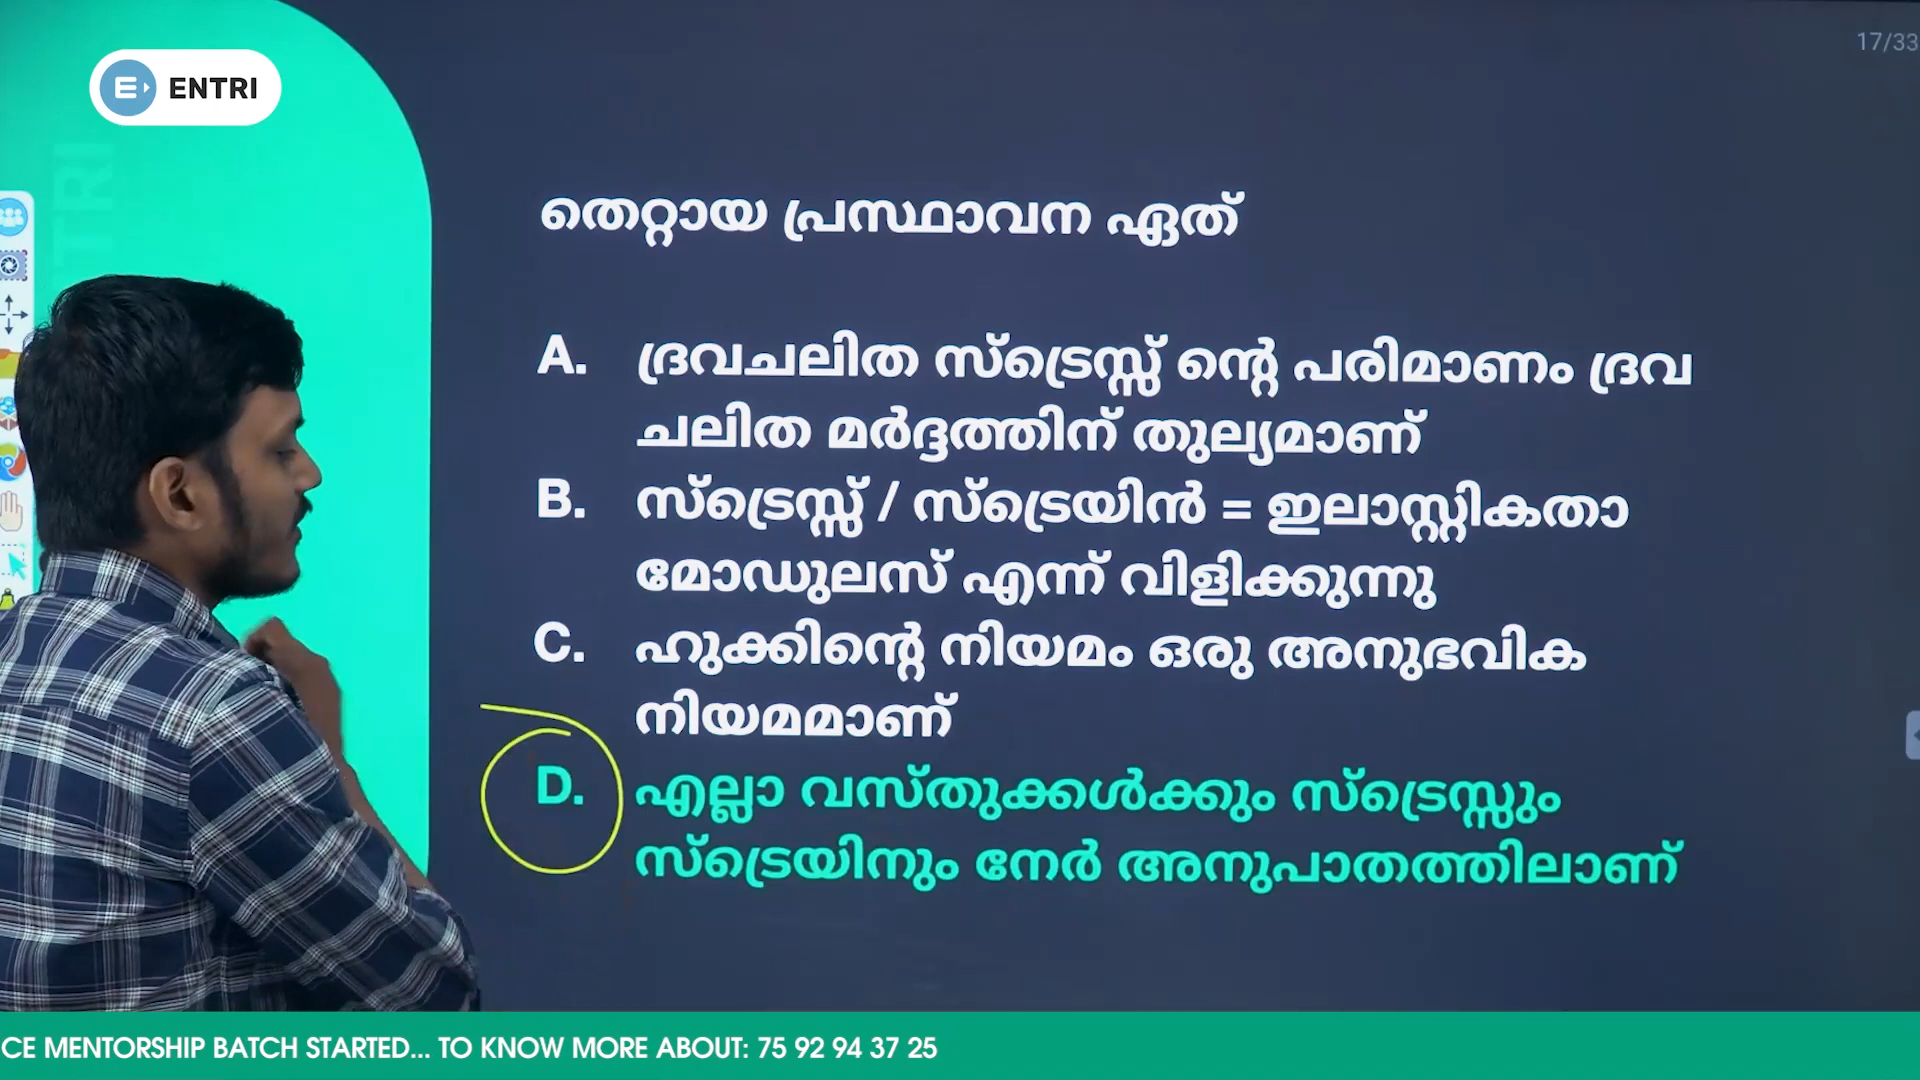 17/33
ENTRI
തെറ്റായ പ്രസ്ഥാവന ഏത്
A. ദ്രവചലിത സ്ട്രെസ്സ് ന്റെ പരിമാണം ദ്രവ
ചലിത മർദ്ദത്തിന് തുല്യമാണ്
B. സ്ട്രെസ്സ് / സ്ട്രെയിൻ = ഇലാസ്റ്റികതാ
മോഡുലസ് എന്ന് വിളിക്കുന്നു
C. ഹുക്കിന്റെ നിയമം ഒരു അനുഭവിക
നിയമമാണ്
D. എല്ലാ വസ്തുക്കൾക്കും സ്ട്രെസ്സും
സ്ട്രെയിനും നേർ അനുപാതത്തിലാണ്
CE MENTORSHIP BATCH STARTED... TO KNOW MORE ABOUT: 75 92 94 37 25